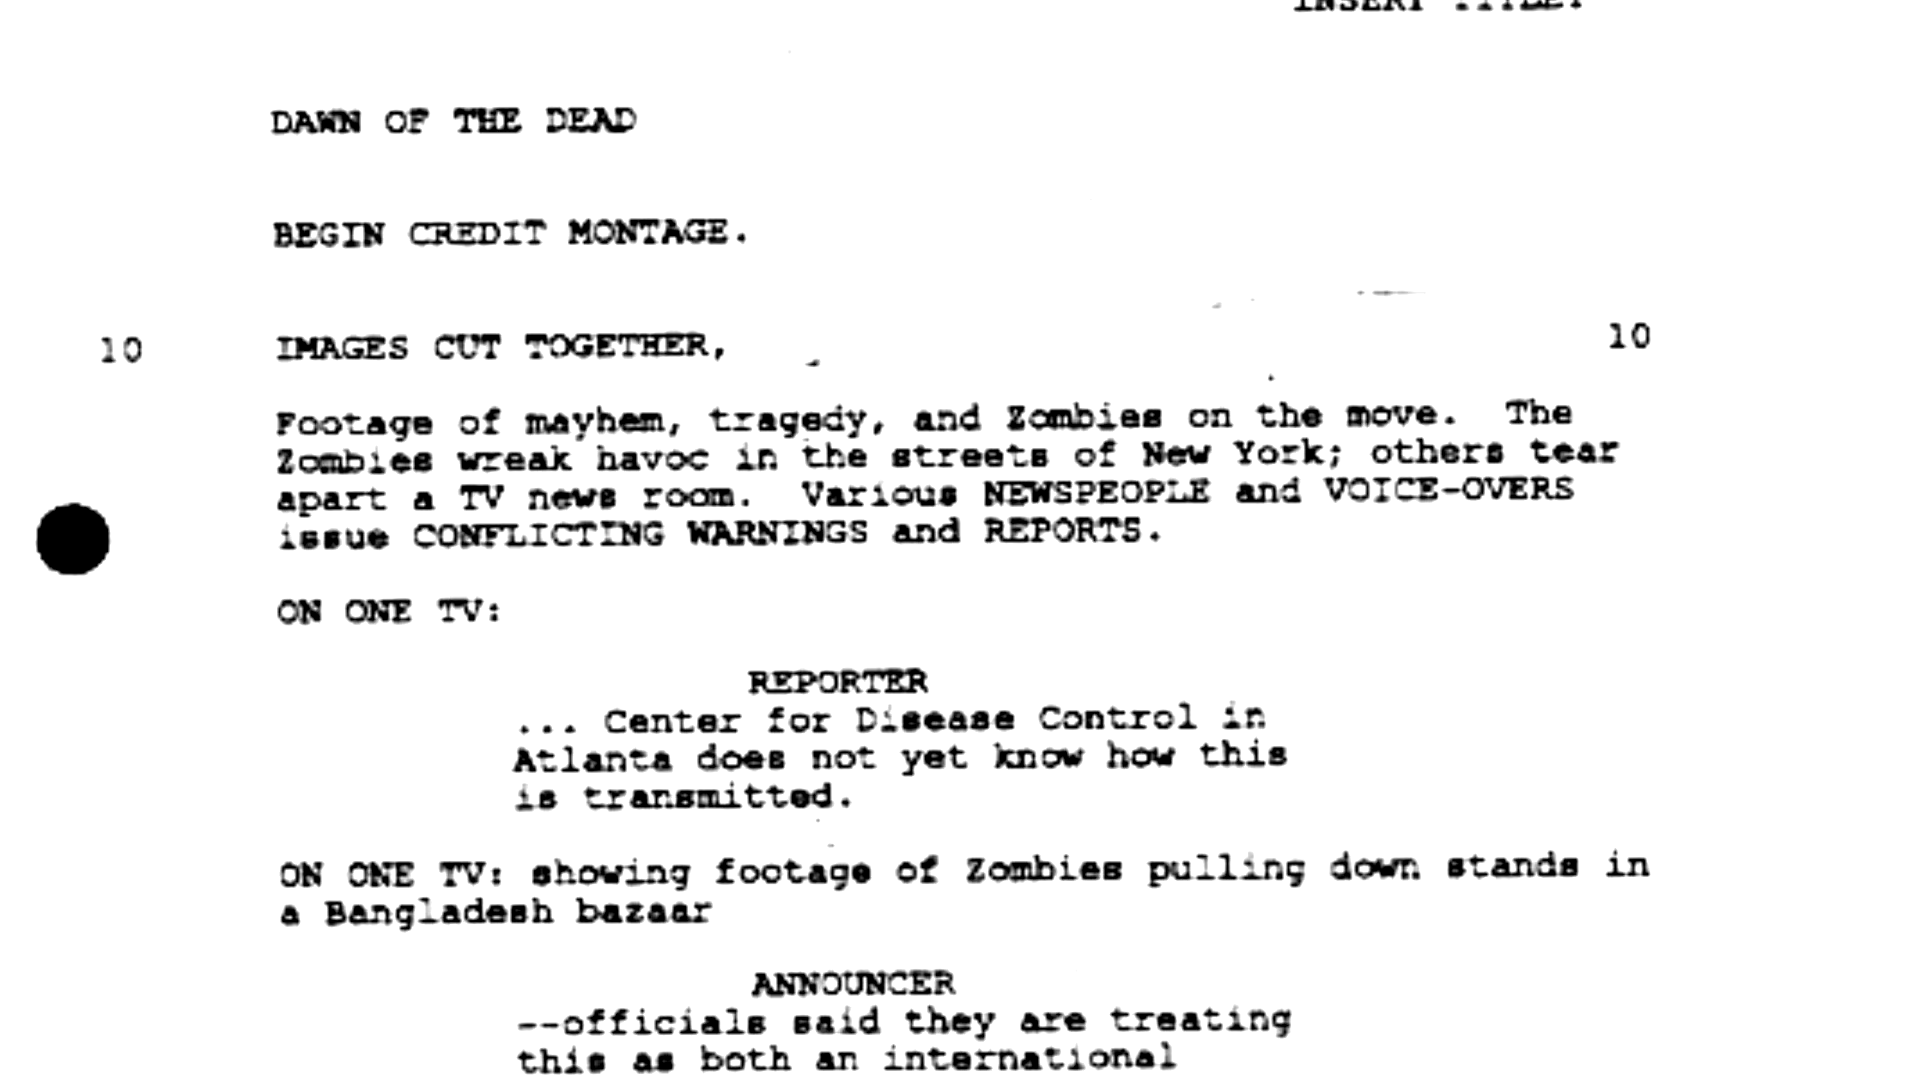 INSERT TITLE:
DAWN OF THE DEAD
BEGIN CREDIT MONTAGE.
10 IMAGES CUT TOGETHER, 10
Footage of mayhem, tragedy, and Zombies on the move. The
Zombies wreak havoc in the streets of New York; others tear
apart a TV news room. Various NEWSPEOPLE and VOICE-OVERS
issue CONFLICTING WARNINGS and REPORTS.
ON ONE TV:
REPORTER
... Center for Disease Control in
Atlanta does not yet know how this
is transmitted.
ON ONE TV: showing footage of Zombies pulling down stands in
a Bangladesh bazaar
ANNOUNCER
--officials said they are treating
this as both an international